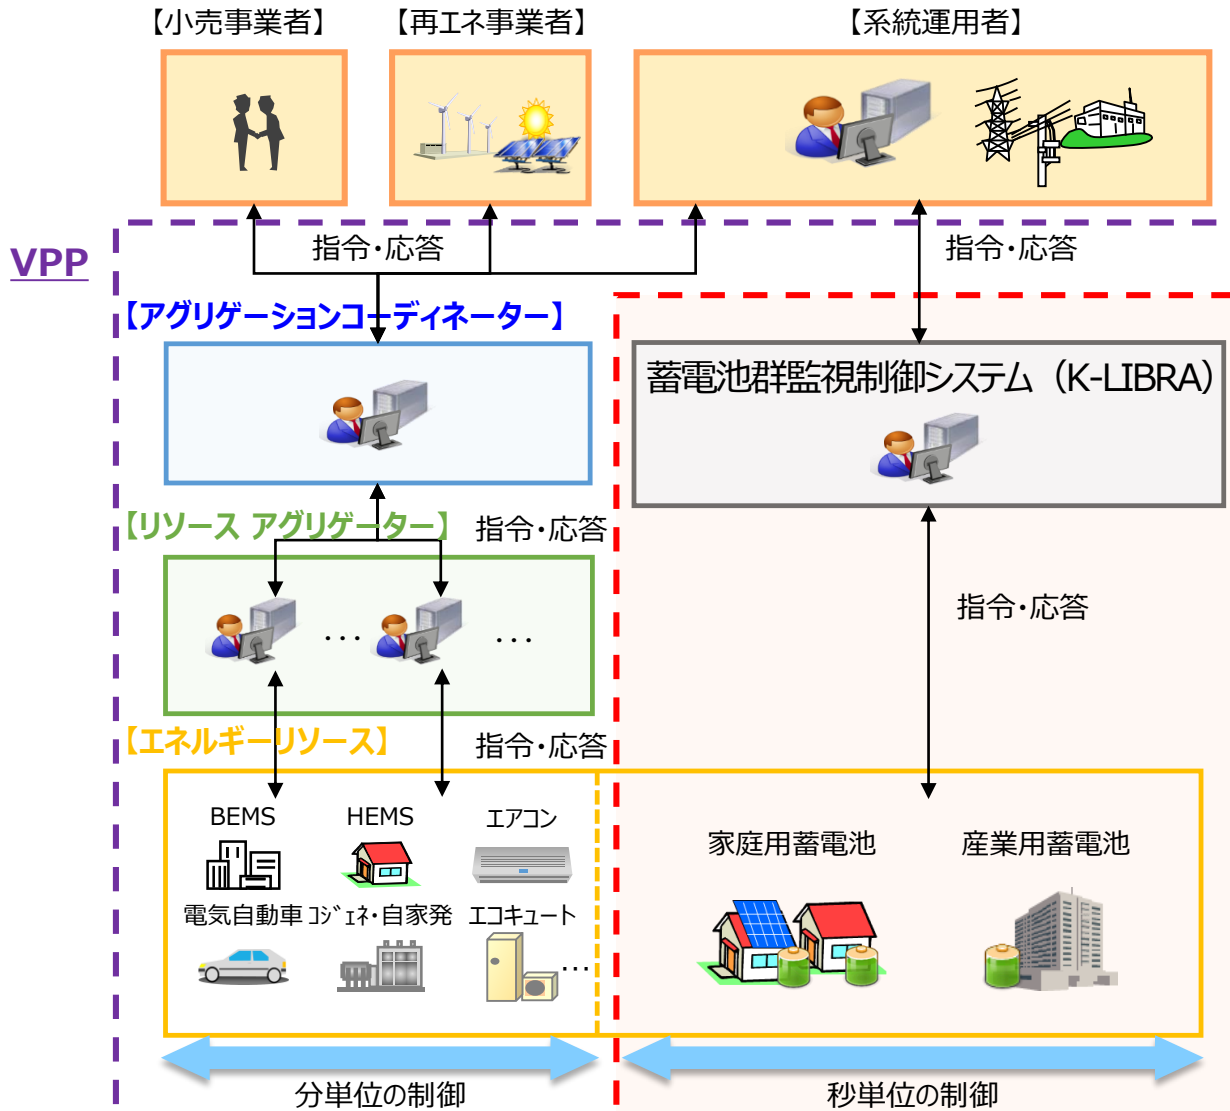 【小売事業者】
【再エネ事業者】
【系統運用者】
VPP
指令・応答
指令・応答
【アグリゲーションコーディネーター】
蓄電池群監視制御システム（K-LIBRA）
【リソース アグリゲーター】
指令・応答
指令・応答
…
…
【エネルギーリソース】
指令・応答
BEMS
HEMS
エアコン
家庭用蓄電池
産業用蓄電池
電気自動車
ｺｼﾞｪﾈ・自家発
エコキュート
…
分単位の制御
秒単位の制御